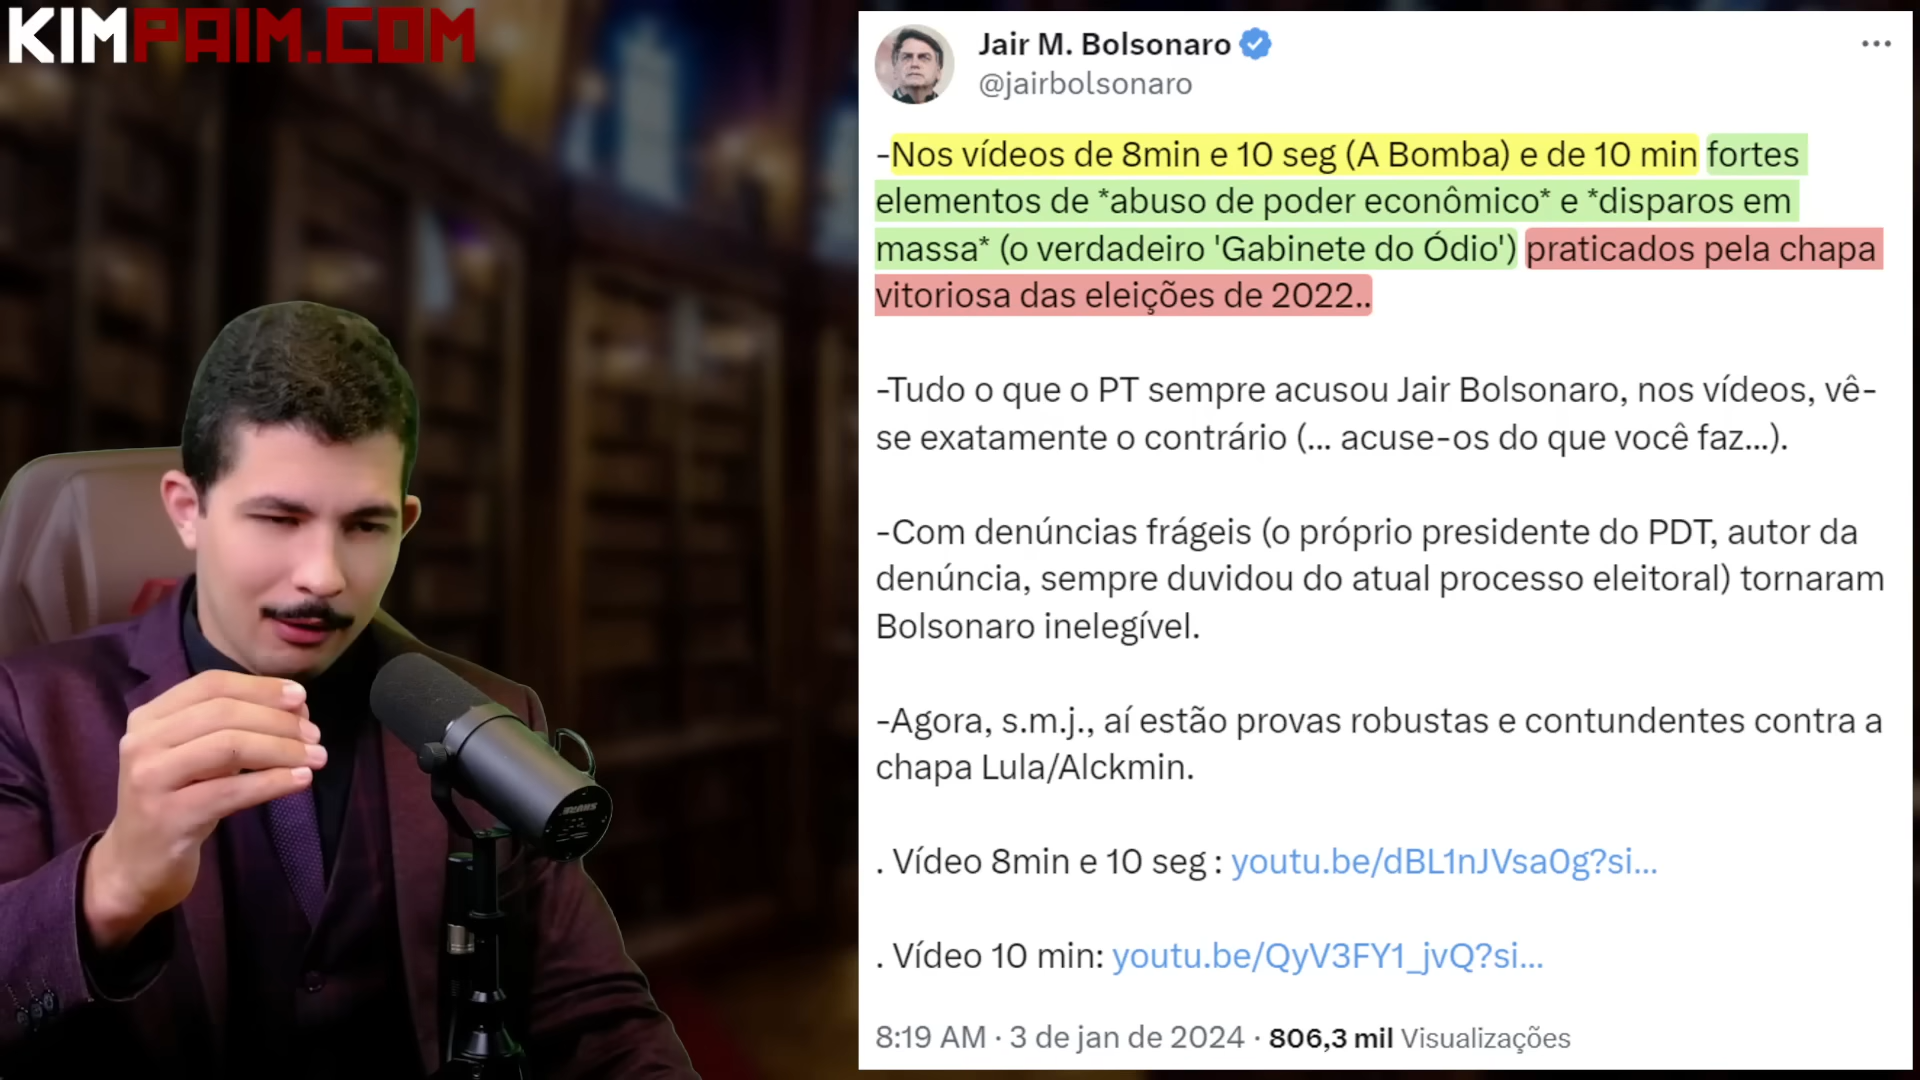 KIMPAIM.COM
Jair M. Bolsonaro
@jairbolsonaro
-Nos vídeos de 8min e 10 seg (A Bomba) e de 10 min fortes
elementos de *abuso de poder econômico* e *disparos em
massa* (o verdadeiro 'Gabinete do Ódio') praticados pela chapa
vitoriosa das eleições de 2022..
-Tudo o que o PT sempre acusou Jair Bolsonaro, nos vídeos, vê-
se exatamente o contrário (... acuse-os do que você faz...).
-Com denúncias frágeis (o próprio presidente do PDT, autor da
denúncia, sempre duvidou do atual processo eleitoral) tornaram
Bolsonaro inelegível.
-Agora, s.m.j., aí estão provas robustas e contundentes contra a
chapa Lula/Alckmin.
. Vídeo 8min e 10 seg : youtu.be/dBL1nJVsa0g?si...
. Vídeo 10 min: youtu.be/QyV3FY1_jvQ?si...
8:19 AM · 3 de jan de 2024 · 806,3 mil Visualizações